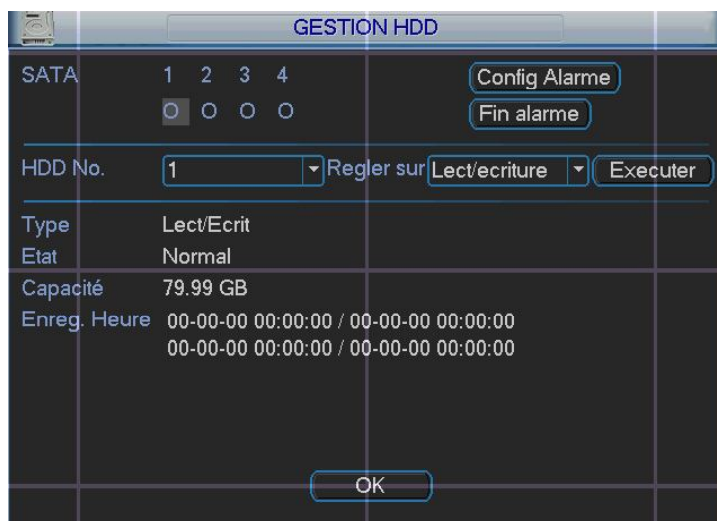 GESTION HDD
SATA 1 2 3 4 Config Alarme
O O O O Fin alarme
HDD No. 1 Regler sur Lect/ecriture Executer
Type Lect/Ecrit
Etat Normal
Capacité 79.99 GB
Enreg. Heure 00-00-00 00:00:00 / 00-00-00 00:00:00
00-00-00 00:00:00 / 00-00-00 00:00:00
OK